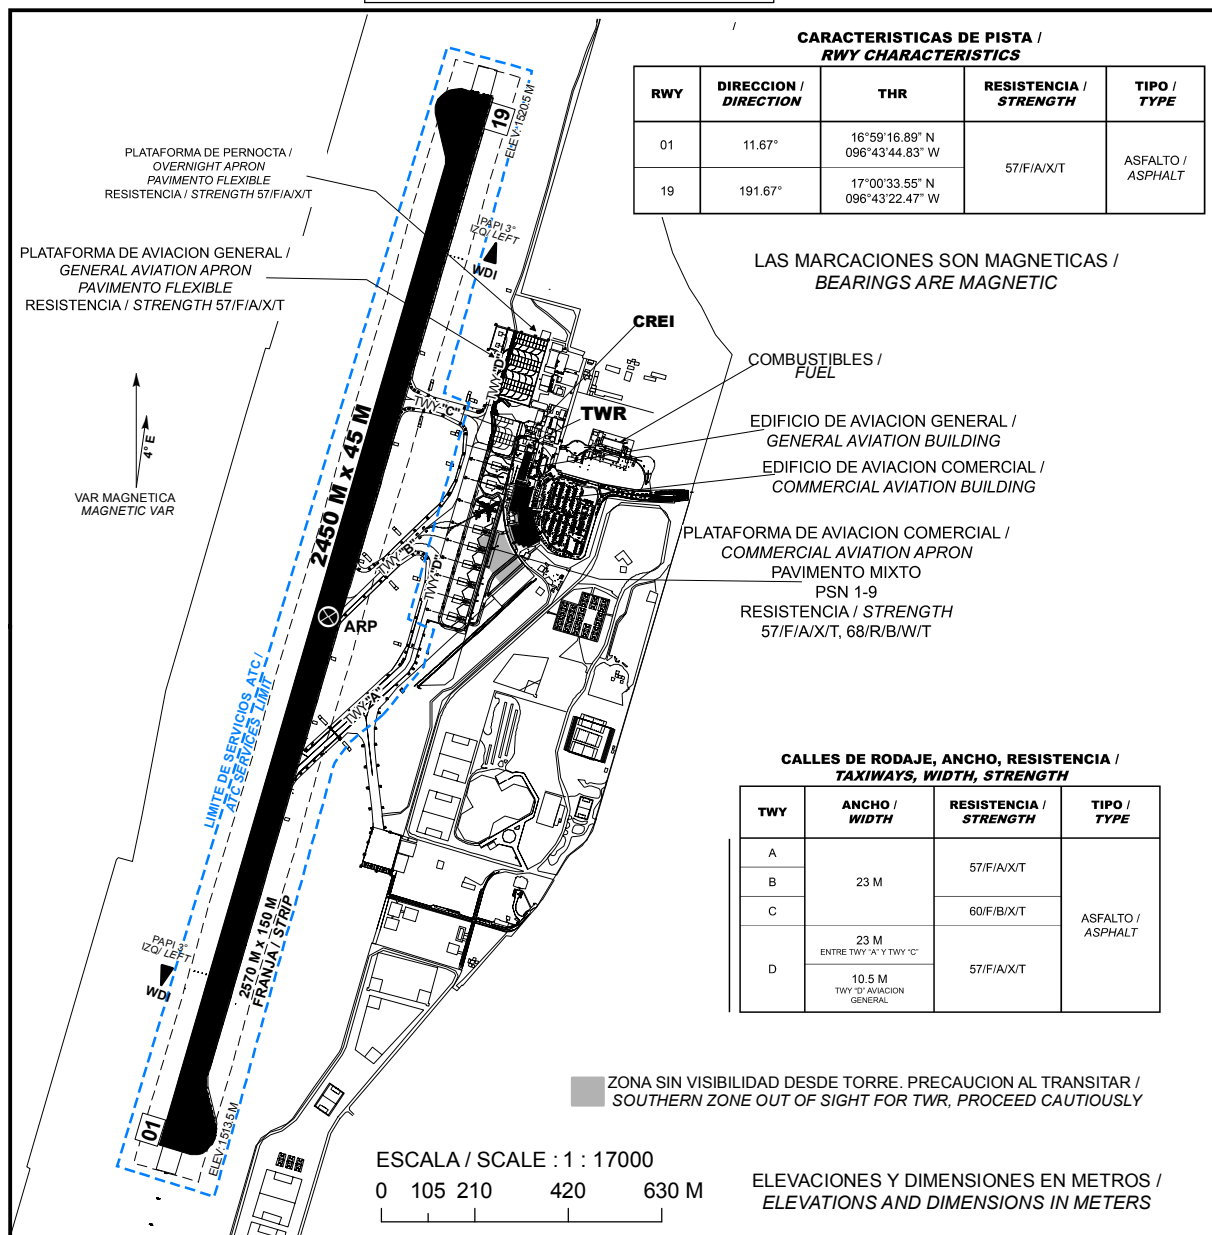 CARACTERISTICAS DE PISTA /
RWY CHARACTERISTICS
RWY
DIRECCION /
DIRECTION
THR
RESISTENCIA /
STRENGTH
TIPO /
TYPE
01
11.67°
16°59'16.89" N
096°43'44.83" W
57/F/A/X/T
ASFALTO /
ASPHALT
19
191.67°
17°00'33.55" N
096°43'22.47" W
LAS MARCACIONES SON MAGNETICAS /
BEARINGS ARE MAGNETIC
19
ELEV:1520.5 M
PLATAFORMA DE PERNOCTA /
OVERNIGHT APRON
PAVIMENTO FLEXIBLE
RESISTENCIA / STRENGTH 57/F/A/X/T
PAPI 3°
IZQ/ LEFT
WDI
PLATAFORMA DE AVIACION GENERAL /
GENERAL AVIATION APRON
PAVIMENTO FLEXIBLE
RESISTENCIA / STRENGTH 57/F/A/X/T
CREI
COMBUSTIBLES /
FUEL
TWY "D"
TWY "C"
TWR
EDIFICIO DE AVIACION GENERAL /
GENERAL AVIATION BUILDING
EDIFICIO DE AVIACION COMERCIAL /
COMMERCIAL AVIATION BUILDING
4° E
VAR MAGNETICA
MAGNETIC VAR
2450 M x 45 M
PLATAFORMA DE AVIACION COMERCIAL /
COMMERCIAL AVIATION APRON
PAVIMENTO MIXTO
PSN 1-9
RESISTENCIA / STRENGTH
57/F/A/X/T, 68/R/B/W/T
TWY "B"
TWY "D"
ARP
TWY "A"
LIMITE DE SERVICIOS ATC /
ATC SERVICES LIMIT
CALLES DE RODAJE, ANCHO, RESISTENCIA /
TAXIWAYS, WIDTH, STRENGTH
TWY
ANCHO /
WIDTH
RESISTENCIA /
STRENGTH
TIPO /
TYPE
A
B
23 M
57/F/A/X/T
C
60/F/B/X/T
ASFALTO /
ASPHALT
D
23 M
ENTRE TWY "A" Y TWY "C"
10.5 M
TWY "D" AVIACION
GENERAL
57/F/A/X/T
2570 M x 150 M
FRANJA / STRIP
PAPI 3°
IZQ/ LEFT
WDI
01
ELEV:1513.5 M
ZONA SIN VISIBILIDAD DESDE TORRE. PRECAUCION AL TRANSITAR /
SOUTHERN ZONE OUT OF SIGHT FOR TWR, PROCEED CAUTIOUSLY
ESCALA / SCALE : 1 : 17000
0 105 210 420 630 M
ELEVACIONES Y DIMENSIONES EN METROS /
ELEVATIONS AND DIMENSIONS IN METERS